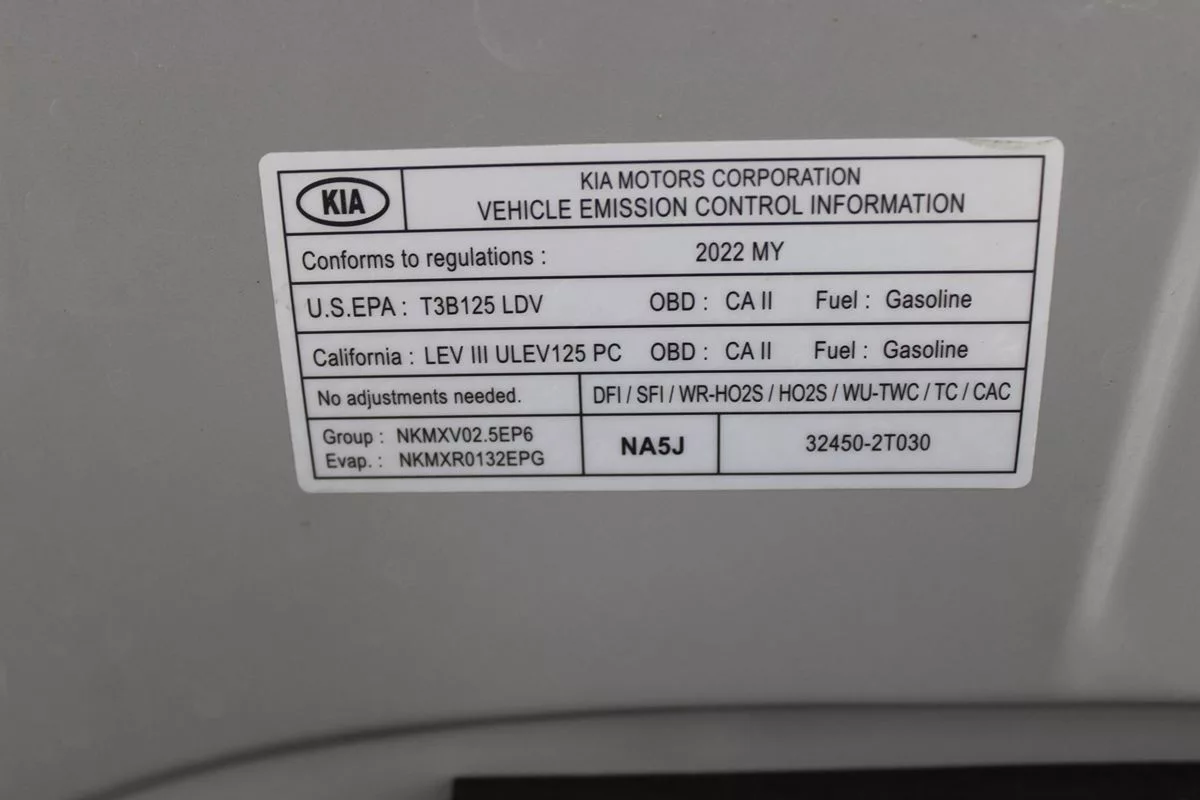 KIA
KIA MOTORS CORPORATION
VEHICLE EMISSION CONTROL INFORMATION
Conforms to regulations : 2022 MY
U.S.EPA : T3B125 LDV OBD : CA II Fuel : Gasoline
California : LEV III ULEV125 PC OBD : CA II Fuel : Gasoline
No adjustments needed. DFI / SFI / WR-HO2S / HO2S / WU-TWC / TC / CAC
Group : NKMXV02.5EP6
Evap. : NKMXR0132EPG
NA5J
32450-2T030